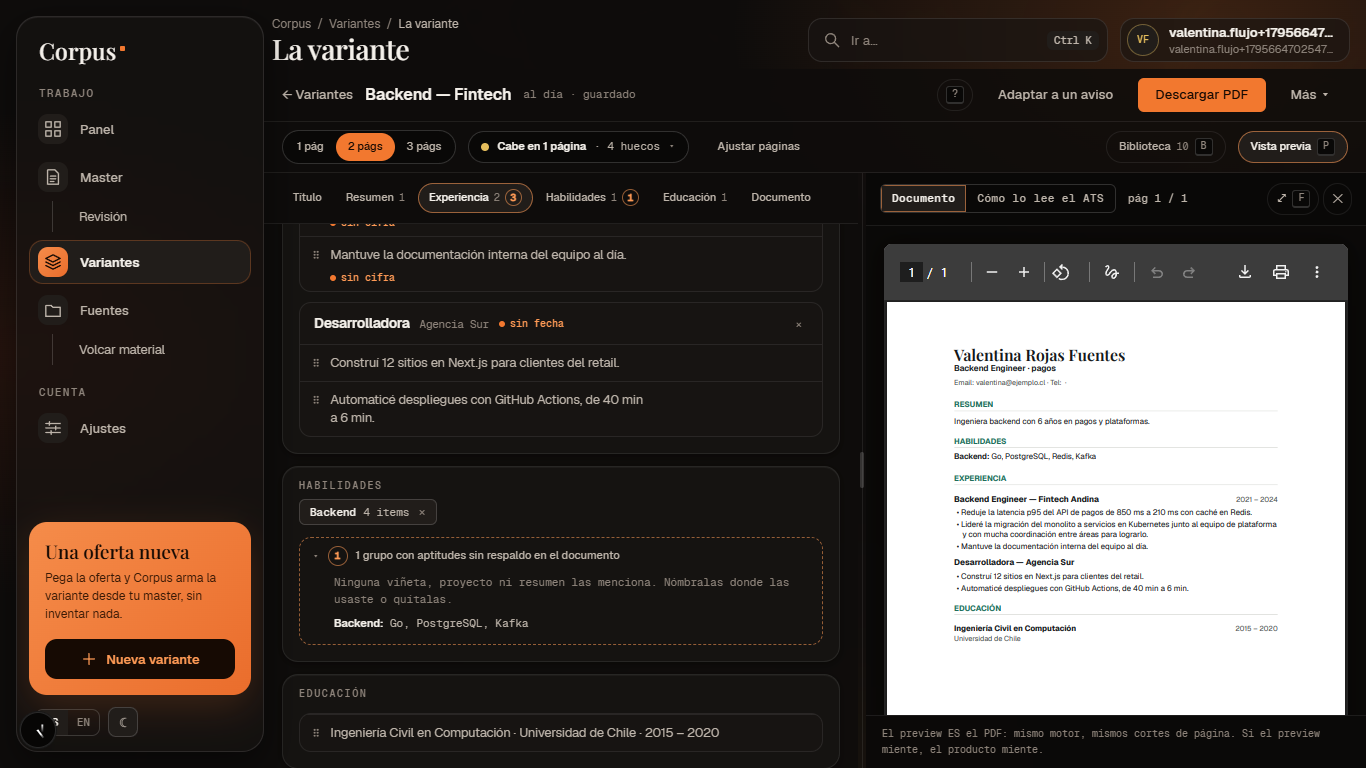 Corpus
TRABAJO
Panel
Master
Revisión
Variantes
Fuentes
Volcar material
CUENTA
Ajustes
Una oferta nueva
Pega la oferta y Corpus arma la
variante desde tu master, sin
inventar nada.
+ Nueva variante
EN
Corpus / Variantes / La variante
La variante
Ir a…
Ctrl K
VF
valentina.flujo+17956647…
valentina.flujo+1795664702547…
← Variantes
Backend — Fintech
al día · guardado
?
Adaptar a un aviso
Descargar PDF
Más
1 pág
2 págs
3 págs
Cabe en 1 página · 4 huecos
Ajustar páginas
Biblioteca 10 B
Vista previa P
Título
Resumen 1
Experiencia 2 3
Habilidades 1 1
Educación 1
Documento
sin cifra
Mantuve la documentación interna del equipo al día.
sin cifra
Desarrolladora Agencia Sur sin fecha ×
Construí 12 sitios en Next.js para clientes del retail.
Automaticé despliegues con GitHub Actions, de 40 min
a 6 min.
HABILIDADES
Backend 4 items ×
1 1 grupo con aptitudes sin respaldo en el documento
Ninguna viñeta, proyecto ni resumen las menciona. Nómbralas donde las
usaste o quítalas.
Backend: Go, PostgreSQL, Kafka
EDUCACIÓN
Ingeniería Civil en Computación · Universidad de Chile · 2015 – 2020
Documento
Cómo lo lee el ATS
pág 1 / 1
F
1 / 1
Valentina Rojas Fuentes
Backend Engineer · pagos
Email: valentina@ejemplo.cl · Tel: ·
RESUMEN
Ingeniera backend con 6 años en pagos y plataformas.
HABILIDADES
Backend: Go, PostgreSQL, Redis, Kafka
EXPERIENCIA
Backend Engineer — Fintech Andina 2021 – 2024
• Reduje la latencia p95 del API de pagos de 850 ms a 210 ms con caché en Redis.
• Lideré la migración del monolito a servicios en Kubernetes junto al equipo de plataforma
y con mucha coordinación entre áreas para lograrlo.
• Mantuve la documentación interna del equipo al día.
Desarrolladora — Agencia Sur
• Construí 12 sitios en Next.js para clientes del retail.
• Automaticé despliegues con GitHub Actions, de 40 min a 6 min.
EDUCACIÓN
Ingeniería Civil en Computación 2015 – 2020
Universidad de Chile
El preview ES el PDF: mismo motor, mismos cortes de página. Si el preview
miente, el producto miente.